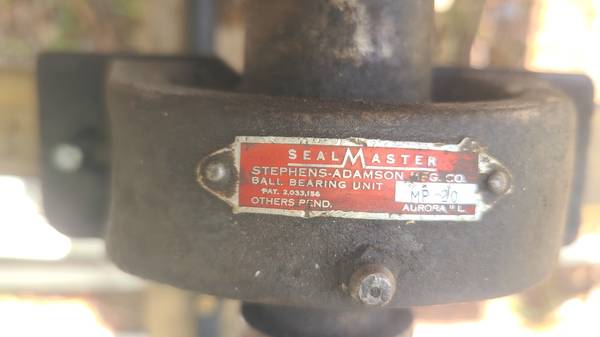 SEALMASTER
STEPHENS-ADAMSON MFG. CO.
BALL BEARING UNIT
PAT. 2,033,156 MP-20
OTHERS PEND. AURORA ILL.